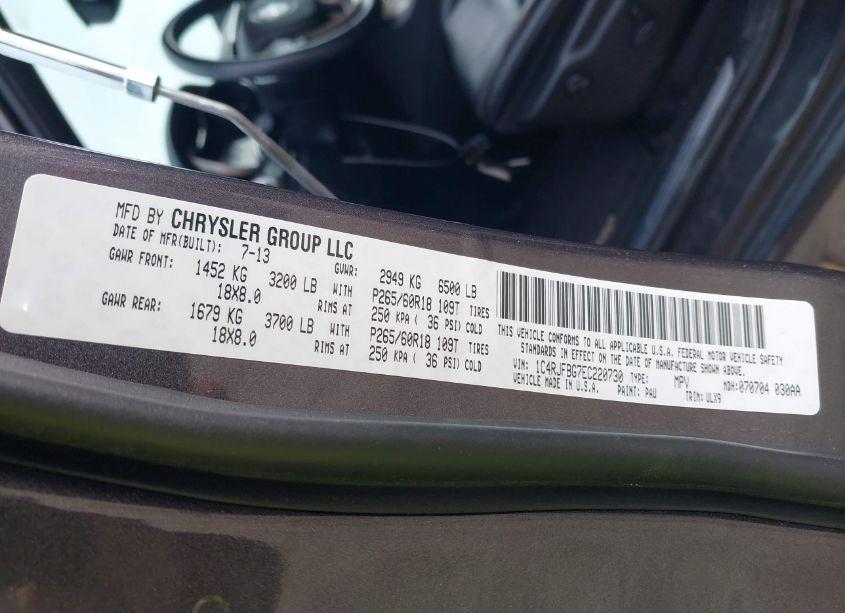 MFD BY CHRYSLER GROUP LLC
DATE OF MFR(BUILT): 7-13 GVWR: 2949 KG 6500 LB
GAWR FRONT: 1452 KG 3200 LB WITH P265/60R18 109T TIRES
18X8.0 RIMS AT 250 KPA ( 36 PSI) COLD
GAWR REAR: 1679 KG 3700 LB WITH P265/60R18 109T TIRES
18X8.0 RIMS AT 250 KPA ( 36 PSI) COLD
THIS VEHICLE CONFORMS TO ALL APPLICABLE U.S.A. FEDERAL MOTOR VEHICLE SAFETY
STANDARDS IN EFFECT ON THE DATE OF MANUFACTURE SHOWN ABOVE.
VIN: 1C4RJFBG7EC220730 TYPE: MPV MDH:070704 030AA
VEHICLE MADE IN U.S.A. PAINT: PAU TRIM: ULX9